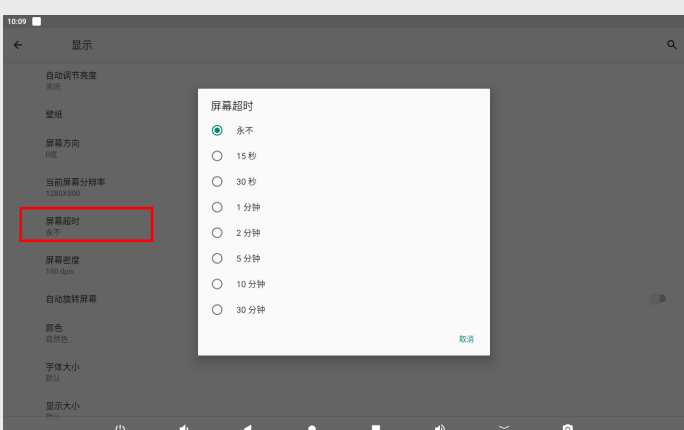 10:09
显示
自动调节亮度
关闭
壁纸
屏幕方向
0度
当前屏幕分辨率
1280X800
屏幕超时
永不
屏幕密度
160 dpis
自动旋转屏幕
颜色
自然色
字体大小
默认
显示大小
默认
屏幕超时
永不
15 秒
30 秒
1 分钟
2 分钟
5 分钟
10 分钟
30 分钟
取消